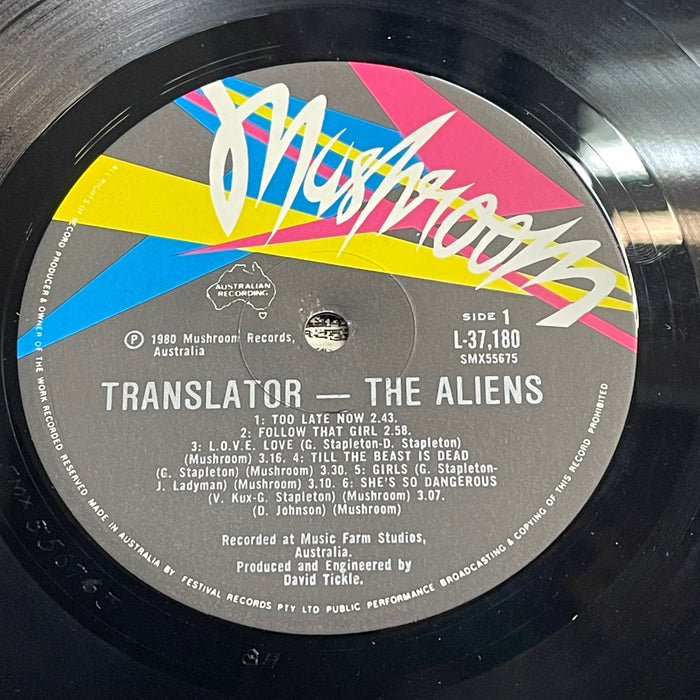 Mushroom
AUSTRALIAN
RECORDING
SIDE 1
L-37,180
SMX55675
Ⓟ 1980 Mushroom Records,
Australia
TRANSLATOR — THE ALIENS
1: TOO LATE NOW 2.43.
2: FOLLOW THAT GIRL 2.58.
3: L.O.V.E. LOVE (G. Stapleton-D. Stapleton)
(Mushroom) 3.16. 4: TILL THE BEAST IS DEAD
(G. Stapleton) (Mushroom) 3.30. 5: GIRLS (G. Stapleton-
J. Ladyman) (Mushroom) 3.10. 6: SHE'S SO DANGEROUS
(V. Kux-G. Stapleton) (Mushroom) 3.07.
(D. Johnson) (Mushroom)
Recorded at Music Farm Studios,
Australia.
Produced and Engineered by
David Tickle.
ALL RIGHTS OF RECORD PRODUCER & OWNER OF THE WORK RECORDED RESERVED MADE IN AUSTRALIA BY FESTIVAL RECORDS PTY LTD PUBLIC PERFORMANCE BROADCASTING & COPYING OF THIS RECORD PROHIBITED